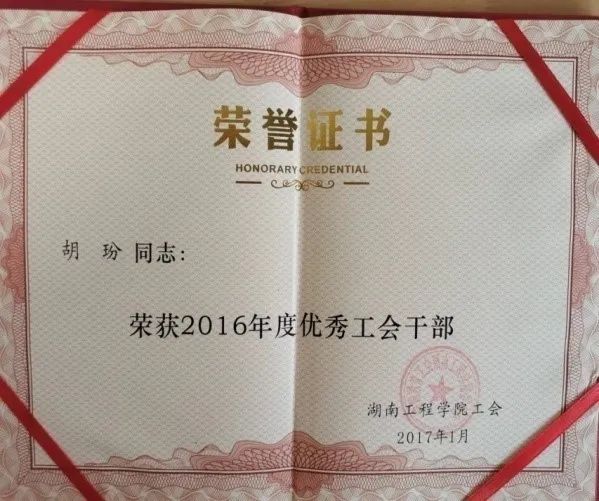 荣誉证书
HONORARY CREDENTIAL
胡 玢 同志:
荣获2016年度优秀工会干部
湖南工程学院工会
2017年1月